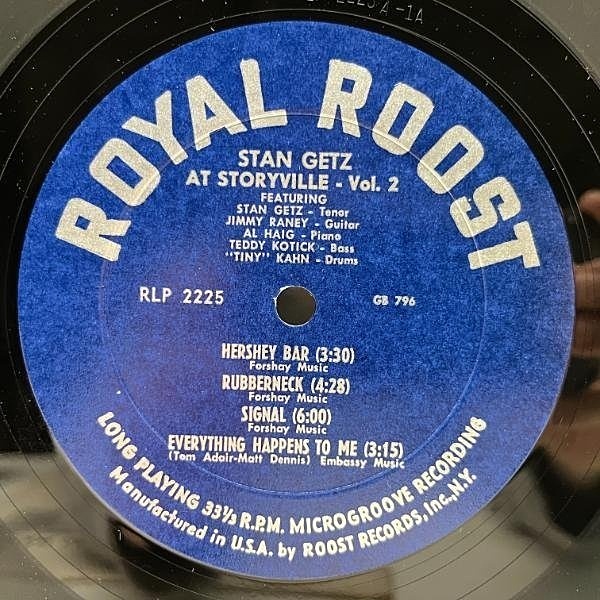 2225 A-1A
ROYAL ROOST
STAN GETZ
AT STORYVILLE - Vol. 2
FEATURING
STAN GETZ - Tenor
JIMMY RANEY - Guitar
AL HAIG - Piano
TEDDY KOTICK - Bass
"TINY" KAHN - Drums
RLP 2225
GB 796
HERSHEY BAR (3:30)
Forshay Music
RUBBERNECK (4:28)
Forshay Music
SIGNAL (6:00)
Forshay Music
EVERYTHING HAPPENS TO ME (3:15)
(Tom Adair-Matt Dennis) Embassy Music
LONG PLAYING 33⅓ R.P.M. MICROGROOVE RECORDING
Manufactured in U.S.A. by ROOST RECORDS, Inc., N.Y.